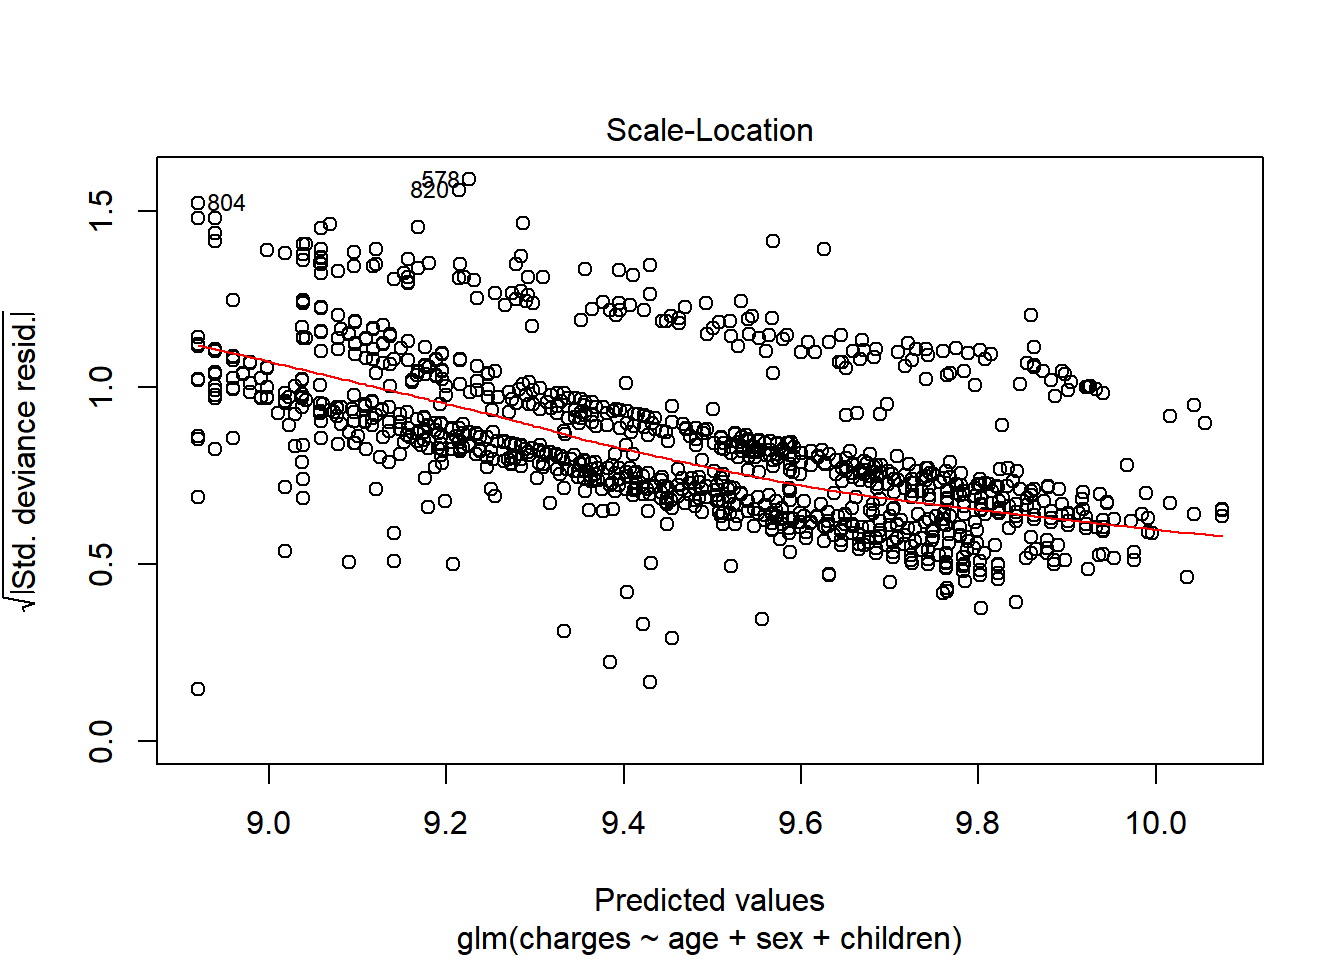 Scale-Location
578
820
804
1.5
1.0
0.5
0.0
√|Std. deviance resid.|
9.0 9.2 9.4 9.6 9.8 10.0
Predicted values
glm(charges ~ age + sex + children)